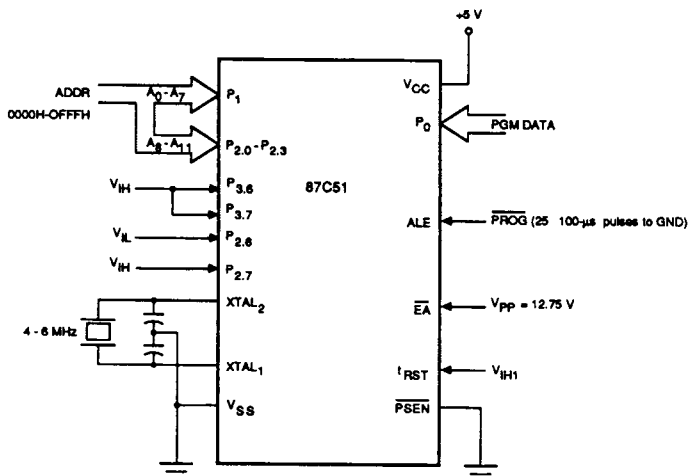 +5 V
ADDR
0000H-OFFFH
A0-A7
A8-A11
P1
P2.0-P2.3
VCC
P0
PGM DATA
87C51
VIH
P3.6
P3.7
VIL
P2.6
VIH
P2.7
ALE
PROG (25 100-µs pulses to GND)
XTAL2
4 - 6 MHz
XTAL1
VSS
EA
VPP = 12.75 V
tRST
VIH1
PSEN